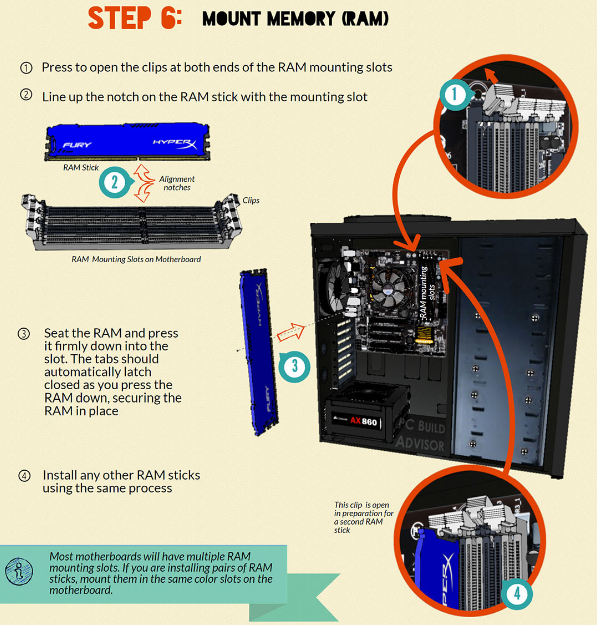 STEP 6: MOUNT MEMORY (RAM)
1 Press to open the clips at both ends of the RAM mounting slots
2 Line up the notch on the RAM stick with the mounting slot
1
FURY HYPERX
RAM Stick
2
Alignment
notches
Clips
RAM Mounting Slots on Motherboard
RAM mounting
slots
HYPERX
FURY
3 Seat the RAM and press
it firmly down into the
slot. The tabs should
automatically latch
closed as you press the
RAM down, securing the
RAM in place
3
AX860
PC BUILD
ADVISOR
4 Install any other RAM sticks
using the same process
This clip is open
in preparation for
a second RAM
stick
PERX
4
i
Most motherboards will have multiple RAM
mounting slots. If you are installing pairs of RAM
sticks, mount them in the same color slots on the
motherboard.